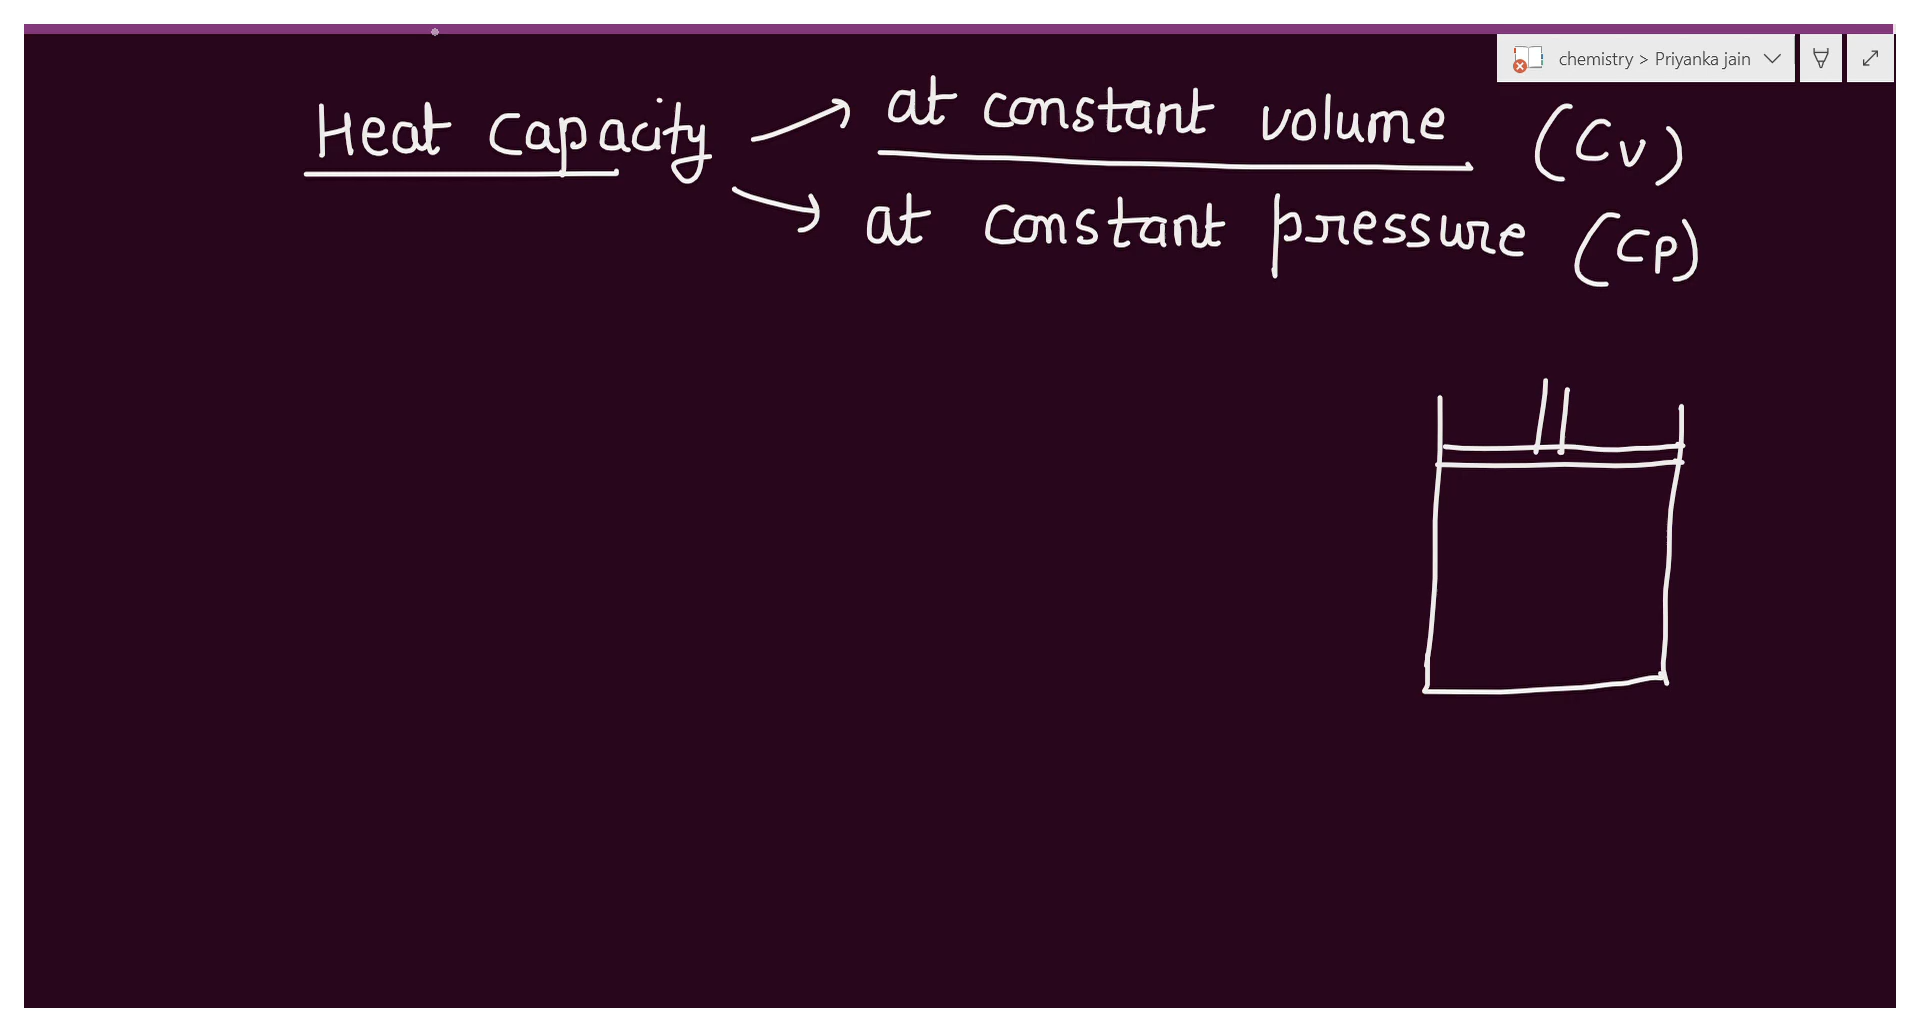 chemistry > Priyanka jain
Heat capacity → at constant volume (Cv)
→ at constant pressure (CP)